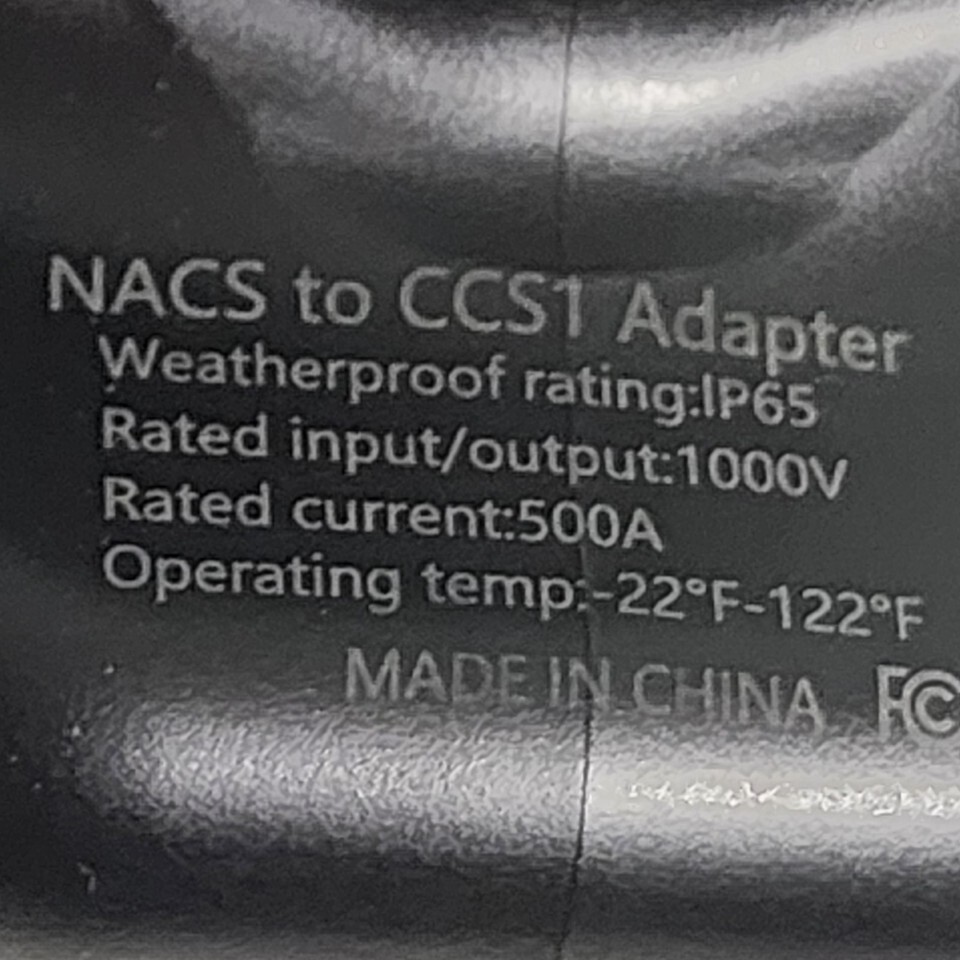 NACS to CCS1 Adapter
Weatherproof rating:IP65
Rated input/output:1000V
Rated current:500A
Operating temp:-22°F-122°F
MADE IN CHINA FC